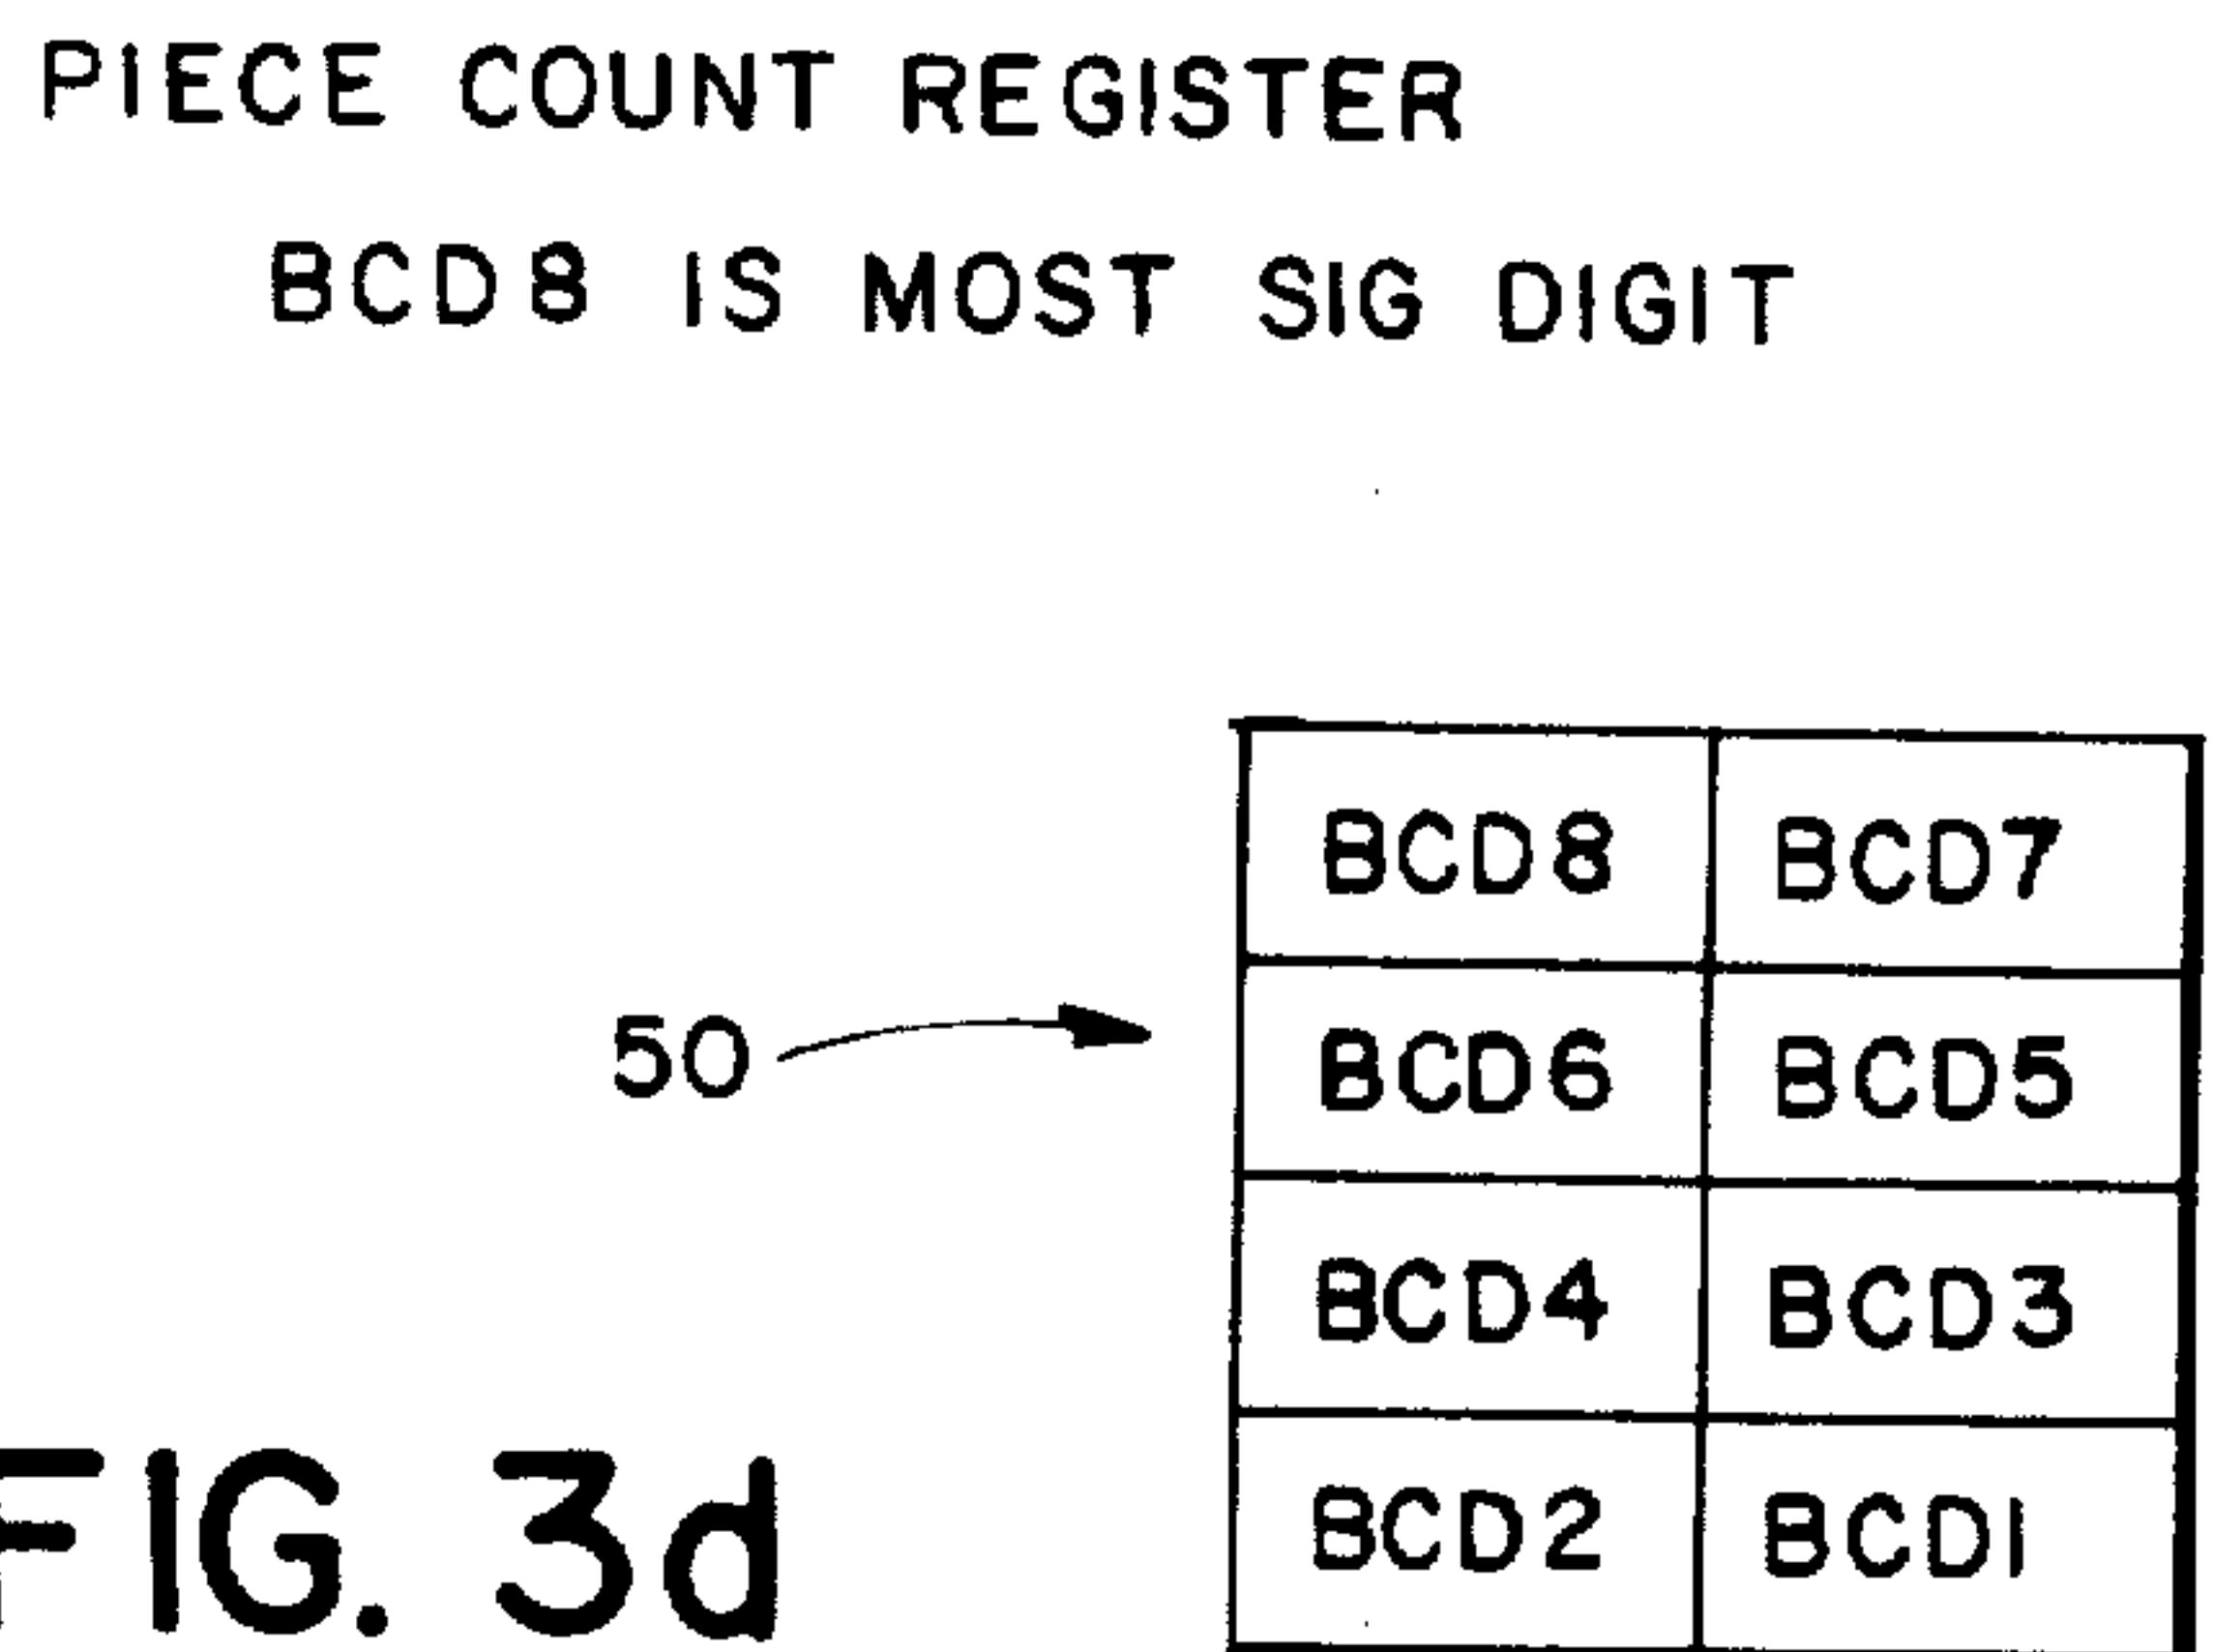 PIECE COUNT REGISTER
BCD8 IS MOST SIG DIGIT
BCD8 BCD7
50
BCD6 BCD5
BCD4 BCD3
BCD2 BCD1
FIG. 3d